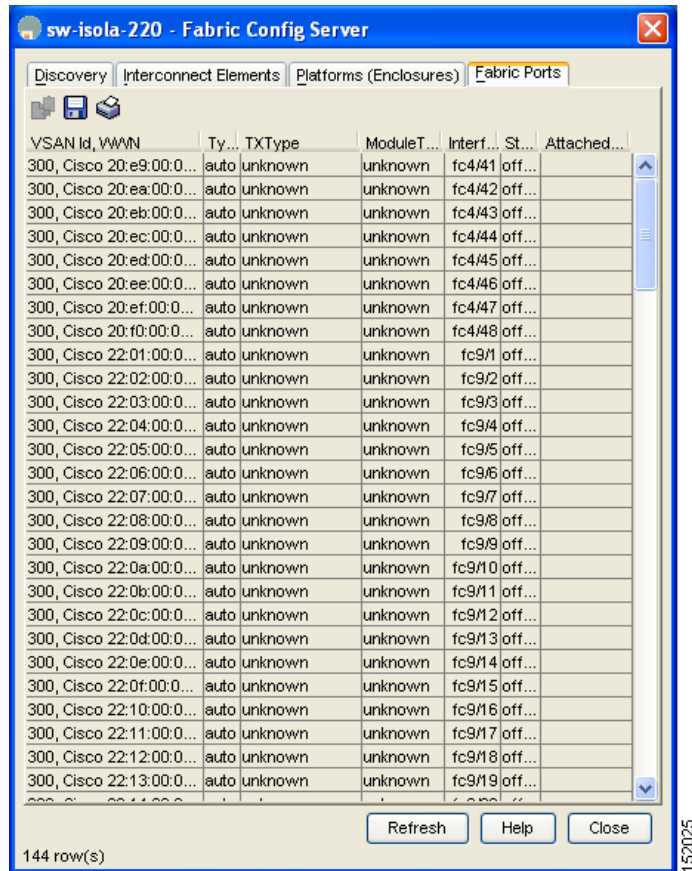 sw-isola-220 - Fabric Config Server
Discovery Interconnect Elements Platforms (Enclosures) Fabric Ports
VSAN Id, WWN Ty... TXType ModuleT... Interf... St... Attached...
300, Cisco 20:e9:00:0... auto unknown unknown fc4/41 off...
300, Cisco 20:ea:00:0... auto unknown unknown fc4/42 off...
300, Cisco 20:eb:00:0... auto unknown unknown fc4/43 off...
300, Cisco 20:ec:00:0... auto unknown unknown fc4/44 off...
300, Cisco 20:ed:00:0... auto unknown unknown fc4/45 off...
300, Cisco 20:ee:00:0... auto unknown unknown fc4/46 off...
300, Cisco 20:ef:00:0... auto unknown unknown fc4/47 off...
300, Cisco 20:f0:00:0... auto unknown unknown fc4/48 off...
300, Cisco 22:01:00:0... auto unknown unknown fc9/1 off...
300, Cisco 22:02:00:0... auto unknown unknown fc9/2 off...
300, Cisco 22:03:00:0... auto unknown unknown fc9/3 off...
300, Cisco 22:04:00:0... auto unknown unknown fc9/4 off...
300, Cisco 22:05:00:0... auto unknown unknown fc9/5 off...
300, Cisco 22:06:00:0... auto unknown unknown fc9/6 off...
300, Cisco 22:07:00:0... auto unknown unknown fc9/7 off...
300, Cisco 22:08:00:0... auto unknown unknown fc9/8 off...
300, Cisco 22:09:00:0... auto unknown unknown fc9/9 off...
300, Cisco 22:0a:00:0... auto unknown unknown fc9/10 off...
300, Cisco 22:0b:00:0... auto unknown unknown fc9/11 off...
300, Cisco 22:0c:00:0... auto unknown unknown fc9/12 off...
300, Cisco 22:0d:00:0... auto unknown unknown fc9/13 off...
300, Cisco 22:0e:00:0... auto unknown unknown fc9/14 off...
300, Cisco 22:0f:00:0... auto unknown unknown fc9/15 off...
300, Cisco 22:10:00:0... auto unknown unknown fc9/16 off...
300, Cisco 22:11:00:0... auto unknown unknown fc9/17 off...
300, Cisco 22:12:00:0... auto unknown unknown fc9/18 off...
300, Cisco 22:13:00:0... auto unknown unknown fc9/19 off...
Refresh Help Close
144 row(s)
152025